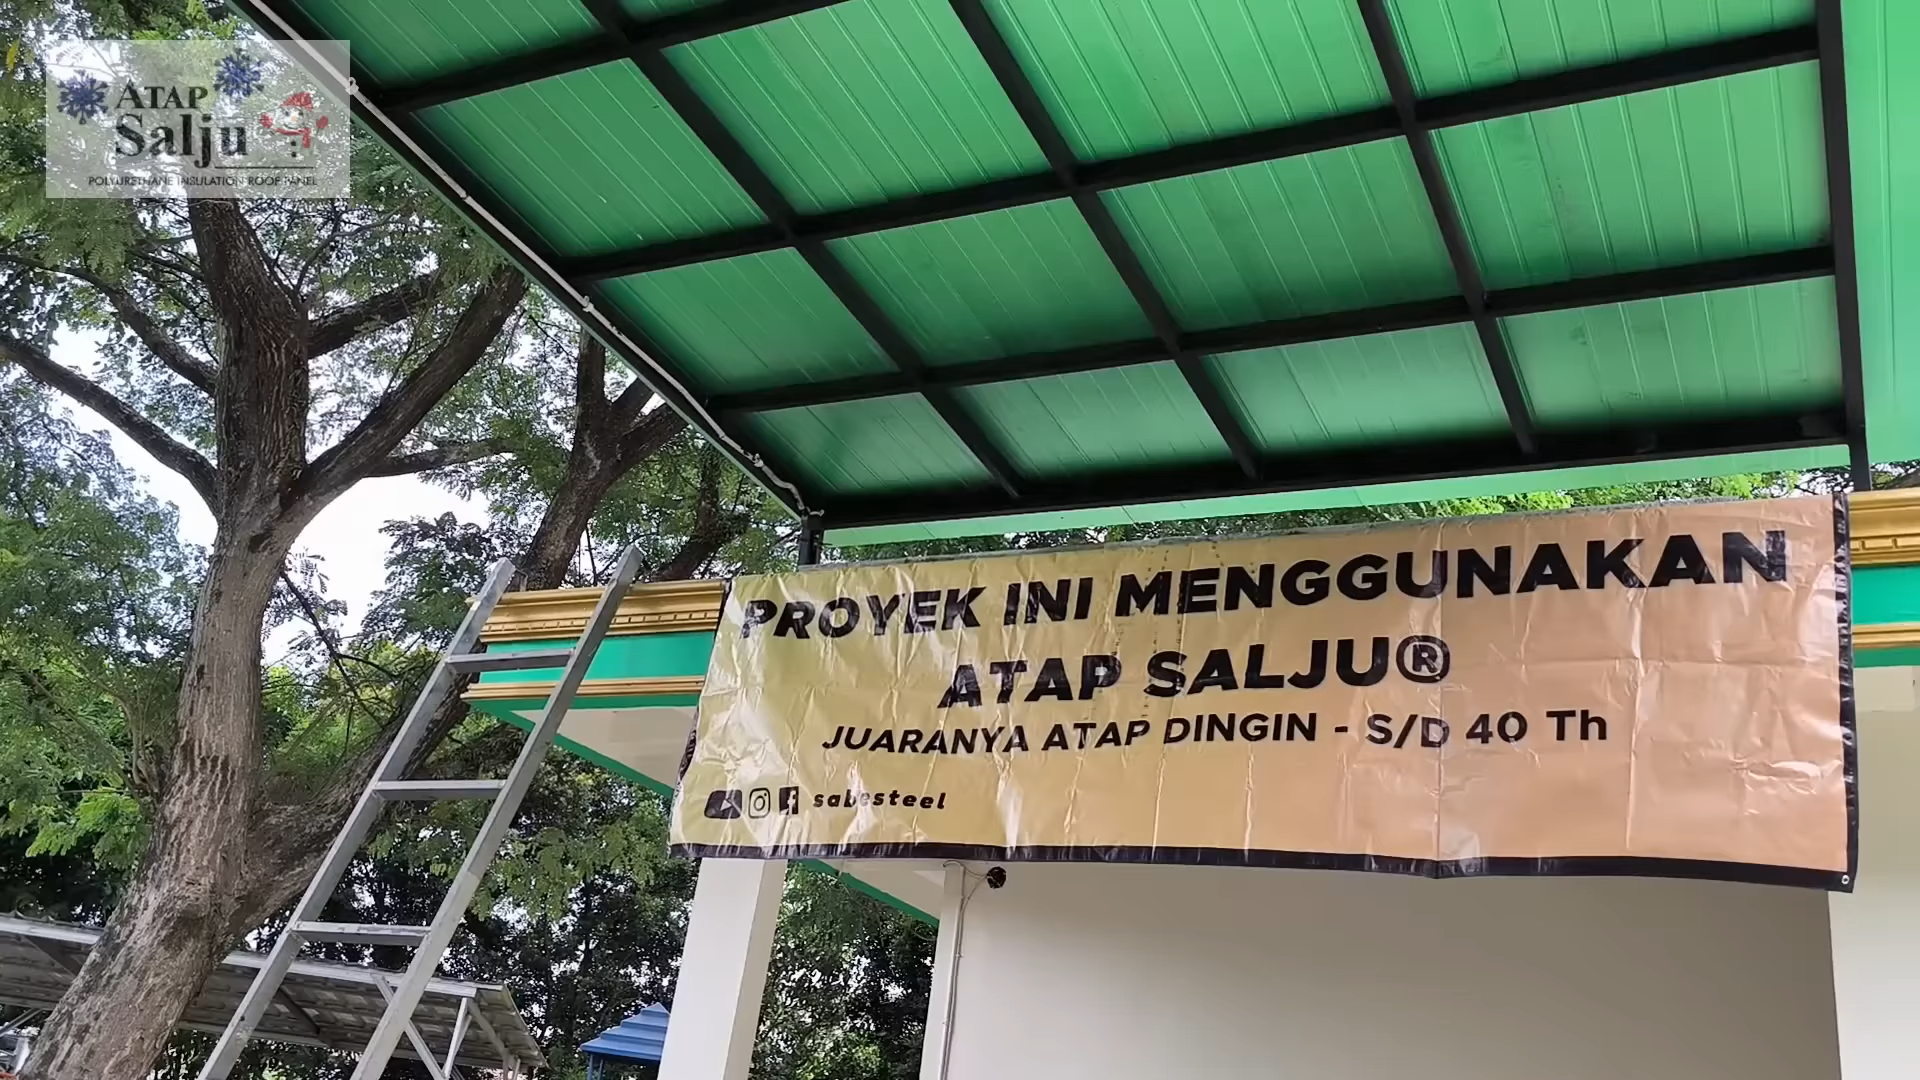 ATAP
Salju
POLYURETHANE INSULATION ROOF PANEL
PROYEK INI MENGGUNAKAN
ATAP SALJU®
JUARANYA ATAP DINGIN - S/D 40 Th
sabesteel